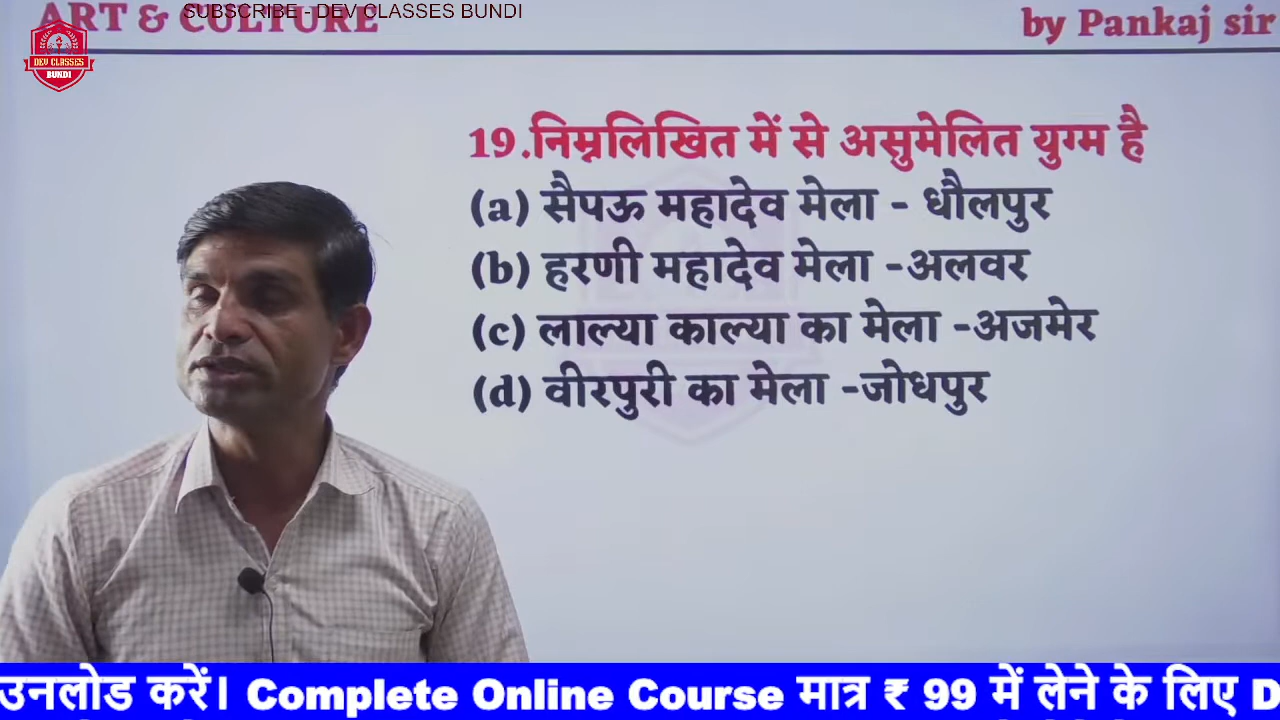 ART & CULTURE
SUBSCRIBE - DEV CLASSES BUNDI
by Pankaj sir
DEV CLASSES
BUNDI
19.निम्नलिखित में से असुमेलित युग्म है
(a) सैपऊ महादेव मेला - धौलपुर
(b) हरणी महादेव मेला -अलवर
(c) लाल्या काल्या का मेला -अजमेर
(d) वीरपुरी का मेला -जोधपुर
उनलोड करें। Complete Online Course मात्र ₹ 99 में लेने के लिए D